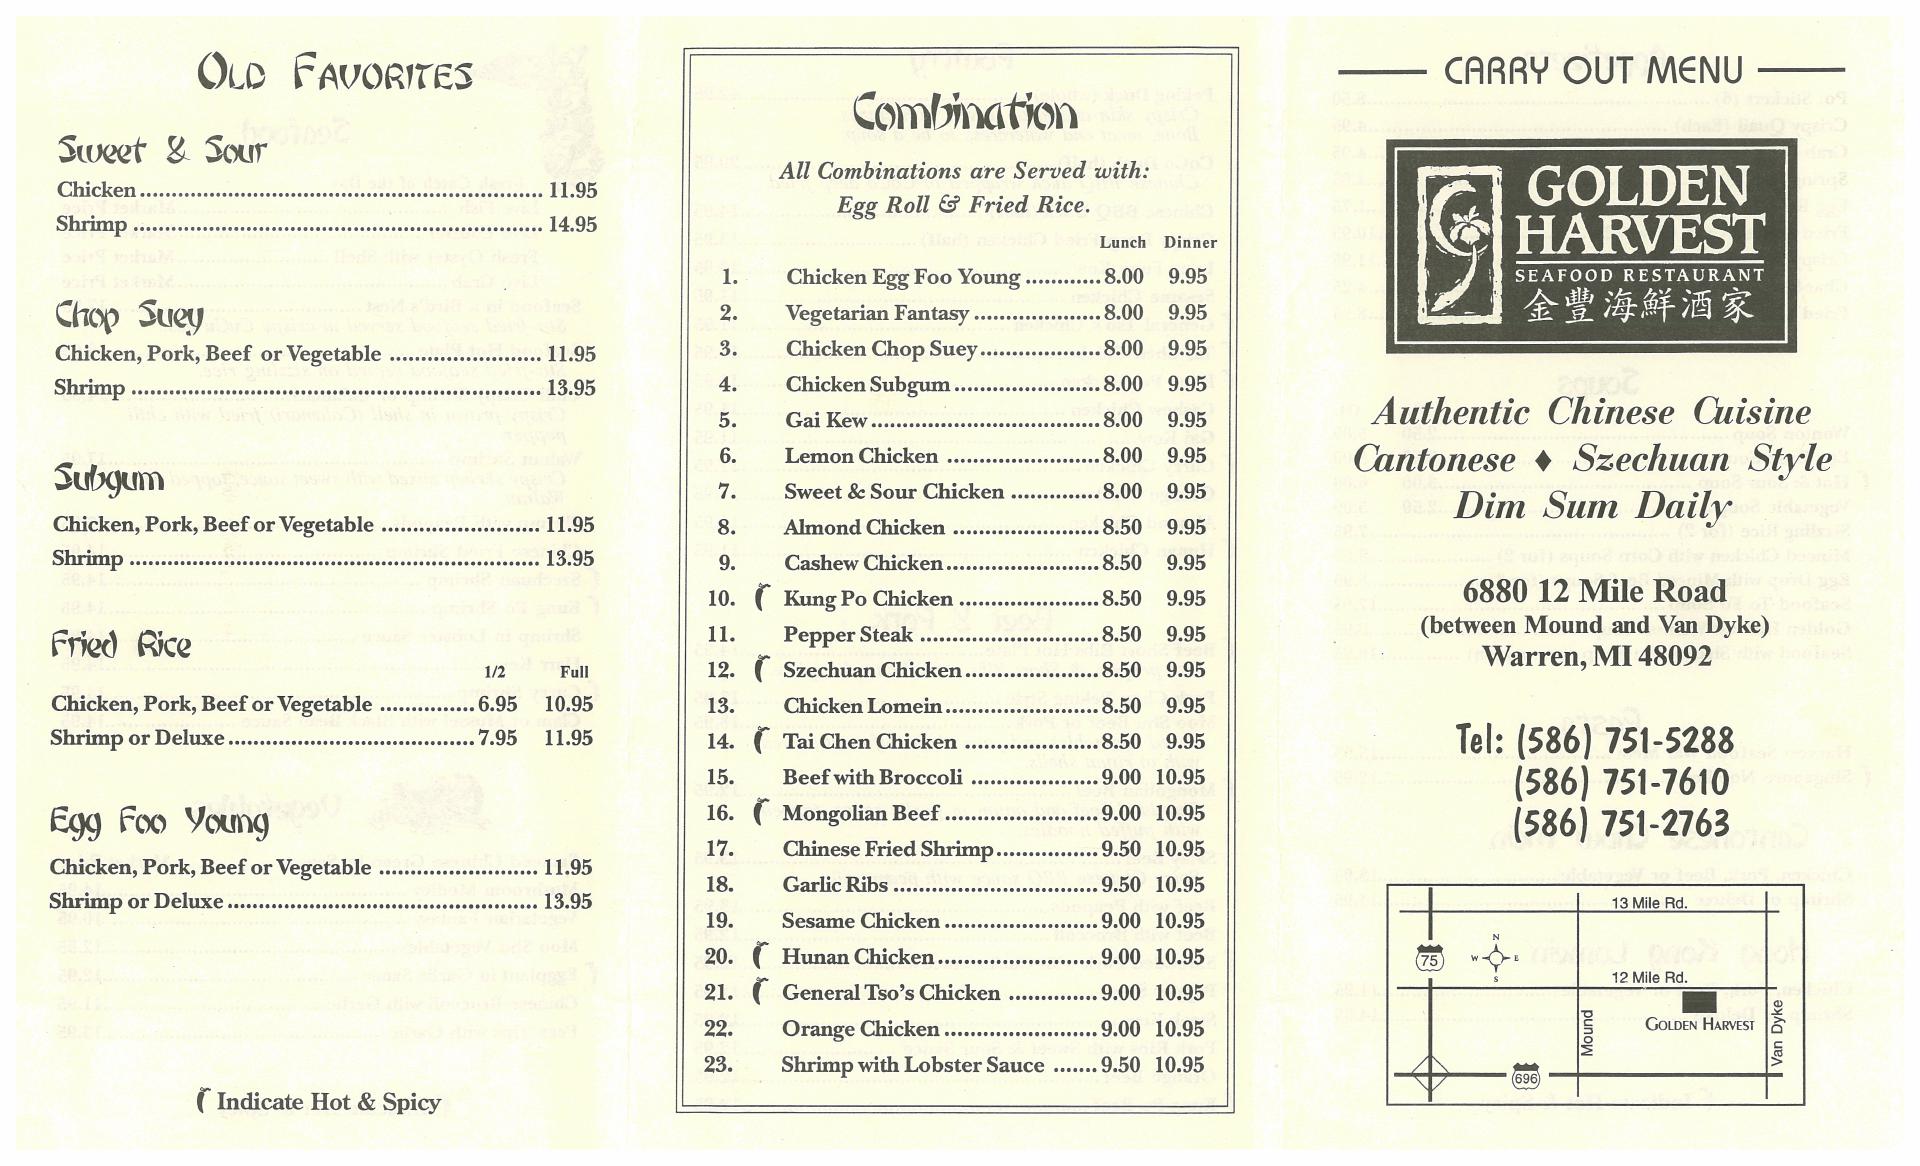 OLD FAVORITES
Sweet & Sour
Chicken 11.95
Shrimp 14.95
Chop Suey
Chicken, Pork, Beef or Vegetable 11.95
Shrimp 13.95
Subgum
Chicken, Pork, Beef or Vegetable 11.95
Shrimp 13.95
Fried Rice
1/2 Full
Chicken, Pork, Beef or Vegetable 6.95 10.95
Shrimp or Deluxe 7.95 11.95
Egg Foo Young
Chicken, Pork, Beef or Vegetable 11.95
Shrimp or Deluxe 13.95
Indicate Hot & Spicy
Combination
All Combinations are Served with:
Egg Roll & Fried Rice.
Lunch Dinner
1. Chicken Egg Foo Young 8.00 9.95
2. Vegetarian Fantasy 8.00 9.95
3. Chicken Chop Suey 8.00 9.95
4. Chicken Subgum 8.00 9.95
5. Gai Kew 8.00 9.95
6. Lemon Chicken 8.00 9.95
7. Sweet & Sour Chicken 8.00 9.95
8. Almond Chicken 8.50 9.95
9. Cashew Chicken 8.50 9.95
10. Kung Po Chicken 8.50 9.95
11. Pepper Steak 8.50 9.95
12. Szechuan Chicken 8.50 9.95
13. Chicken Lomein 8.50 9.95
14. Tai Chen Chicken 8.50 9.95
15. Beef with Broccoli 9.00 10.95
16. Mongolian Beef 9.00 10.95
17. Chinese Fried Shrimp 9.50 10.95
18. Garlic Ribs 9.50 10.95
19. Sesame Chicken 9.00 10.95
20. Hunan Chicken 9.00 10.95
21. General Tso's Chicken 9.00 10.95
22. Orange Chicken 9.00 10.95
23. Shrimp with Lobster Sauce 9.50 10.95
CARRY OUT MENU
GOLDEN
HARVEST
SEAFOOD RESTAURANT
金豐海鮮酒家
Authentic Chinese Cuisine
Cantonese ♦ Szechuan Style
Dim Sum Daily
6880 12 Mile Road
(between Mound and Van Dyke)
Warren, MI 48092
Tel: (586) 751-5288
(586) 751-7610
(586) 751-2763
13 Mile Rd.
75
N
W E
S
12 Mile Rd.
GOLDEN HARVEST
Mound
Van Dyke
696